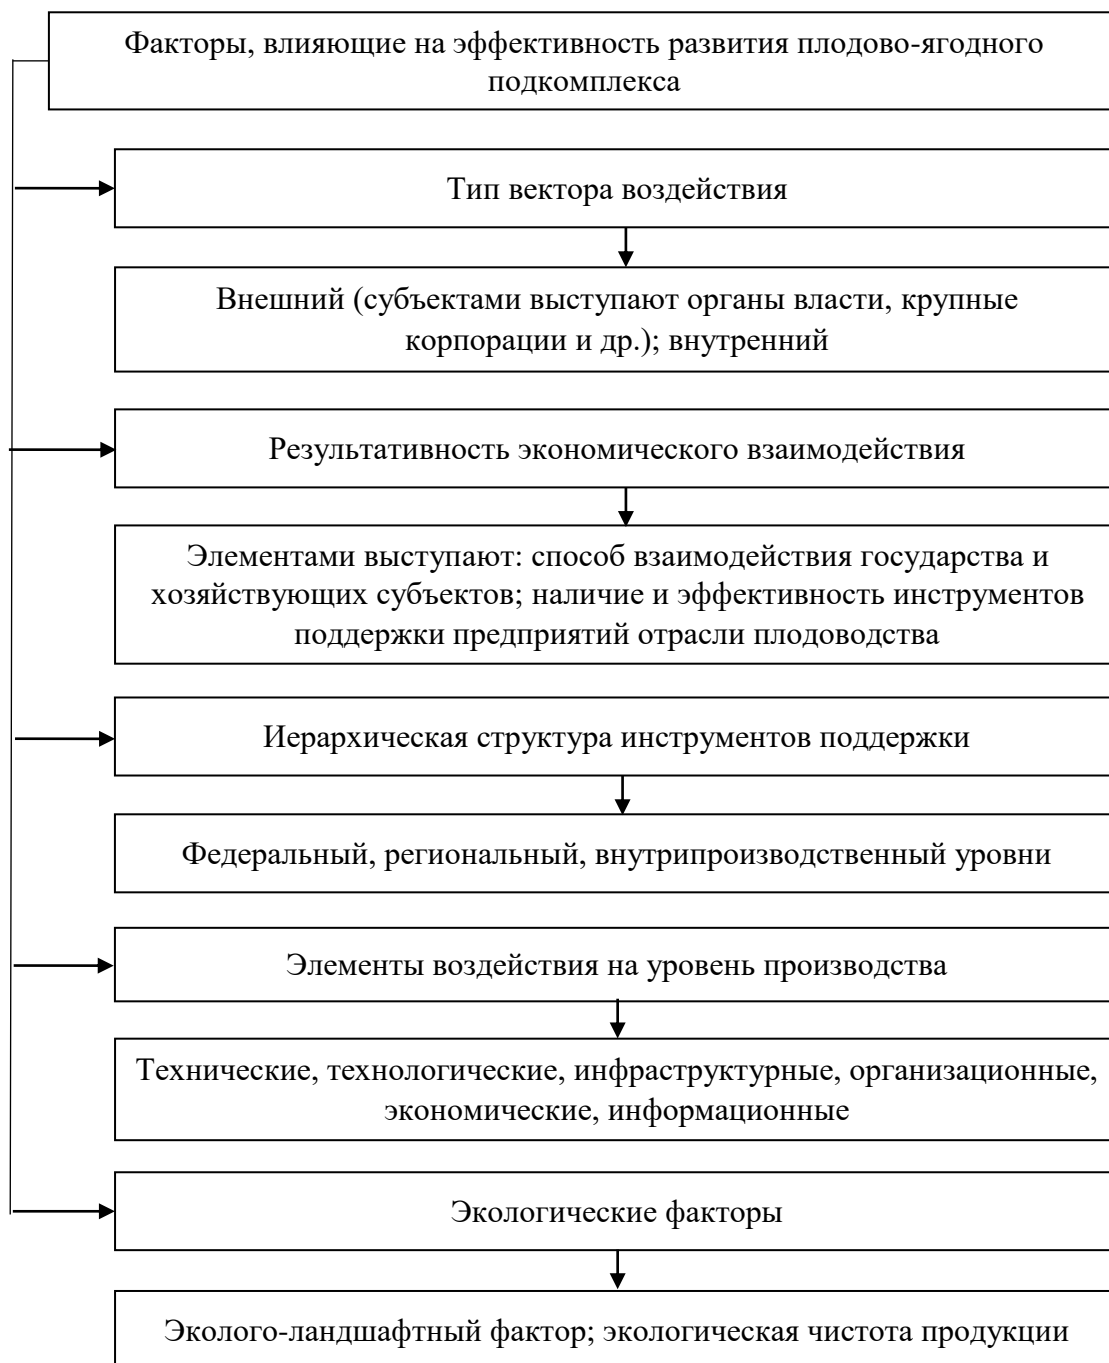 Факторы, влияющие на эффективность развития плодово-ягодного
подкомплекса
Тип вектора воздействия
Внешний (субъектами выступают органы власти, крупные
корпорации и др.); внутренний
Результативность экономического взаимодействия
Элементами выступают: способ взаимодействия государства и
хозяйствующих субъектов; наличие и эффективность инструментов
поддержки предприятий отрасли плодоводства
Иерархическая структура инструментов поддержки
Федеральный, региональный, внутрипроизводственный уровни
Элементы воздействия на уровень производства
Технические, технологические, инфраструктурные, организационные,
экономические, информационные
Экологические факторы
Эколого-ландшафтный фактор; экологическая чистота продукции